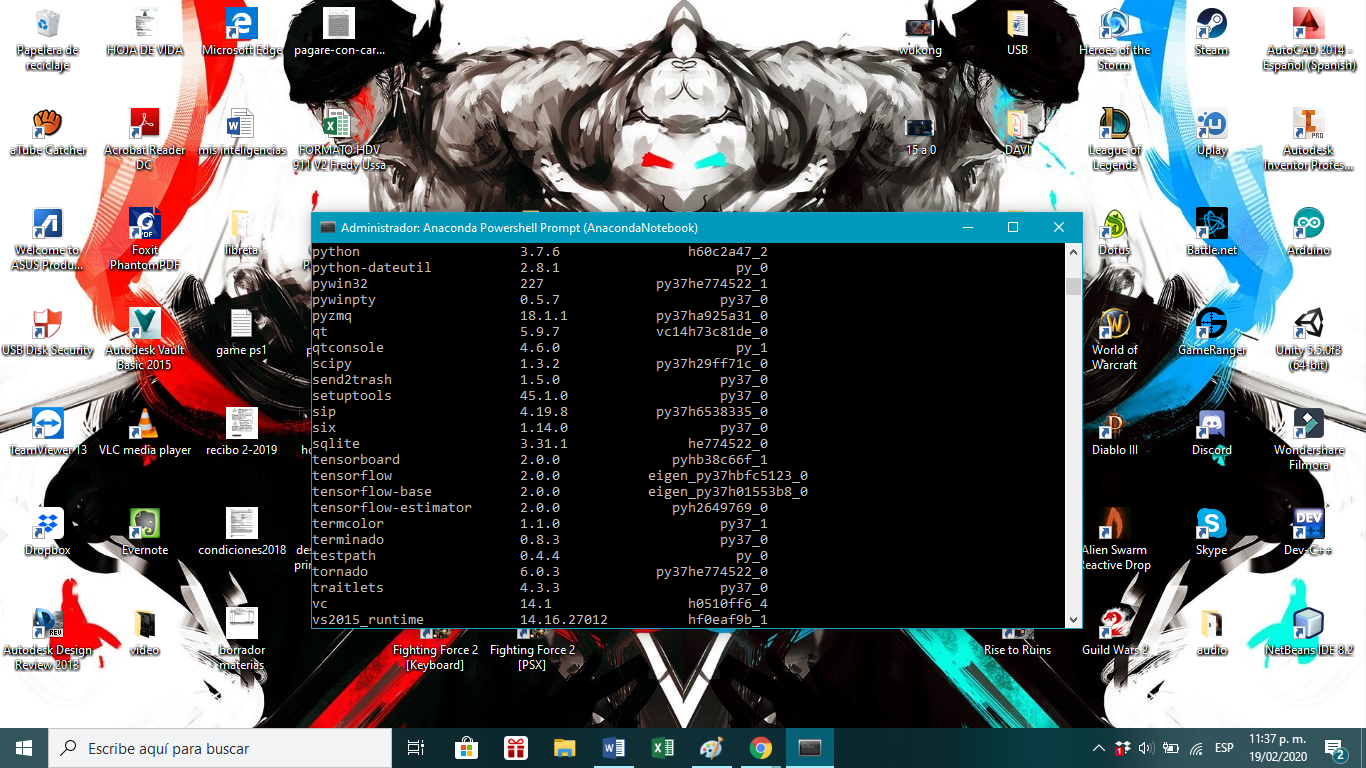 Papelera de
reciclaje
HOJA DE VIDA
Microsoft Edge
pagare-con-car...
wukong
USB
Heroes of the
Storm
Steam
AutoCAD 2014 -
Español (Spanish)
aTube Catcher
Acrobat Reader
DC
mis inteligencias
FORMATO HDV
911 V2 Fredy Ussa
15 a 0
DAVI
League of
Legends
Uplay
Autodesk
Inventor Profes...
Welcome to
ASUS Produ...
Foxit
PhantomPDF
libreta
Dofus
Battle.net
Arduino
USB Disk Security
Autodesk Vault
Basic 2015
game ps1
World of
Warcraft
GameRanger
Unity 5.5.0f3
(64-bit)
TeamViewer 13
VLC media player
recibo 2-2019
Diablo III
Discord
Wondershare
Filmora
Dropbox
Evernote
condiciones2018
Alien Swarm
Reactive Drop
Skype
Dev-C++
Autodesk Design
Review 2013
video
borrador
materias
Fighting Force 2
[Keyboard]
Fighting Force 2
[PSX]
Rise to Ruins
Guild Wars 2
audio
NetBeans IDE 8.2
Administrador: Anaconda Powershell Prompt (AnacondaNotebook)
python 3.7.6 h60c2a47_2
python-dateutil 2.8.1 py_0
pywin32 227 py37he774522_1
pywinpty 0.5.7 py37_0
pyzmq 18.1.1 py37ha925a31_0
qt 5.9.7 vc14h73c81de_0
qtconsole 4.6.0 py_1
scipy 1.3.2 py37h29ff71c_0
send2trash 1.5.0 py37_0
setuptools 45.1.0 py37_0
sip 4.19.8 py37h6538335_0
six 1.14.0 py37_0
sqlite 3.31.1 he774522_0
tensorboard 2.0.0 pyhb38c66f_1
tensorflow 2.0.0 eigen_py37hbfc5123_0
tensorflow-base 2.0.0 eigen_py37h01553b8_0
tensorflow-estimator 2.0.0 pyh2649769_0
termcolor 1.1.0 py37_1
terminado 0.8.3 py37_0
testpath 0.4.4 py_0
tornado 6.0.3 py37he774522_0
traitlets 4.3.3 py37_0
vc 14.1 h0510ff6_4
vs2015_runtime 14.16.27012 hf0eaf9b_1
Escribe aquí para buscar
ESP
11:37 p. m.
19/02/2020
2